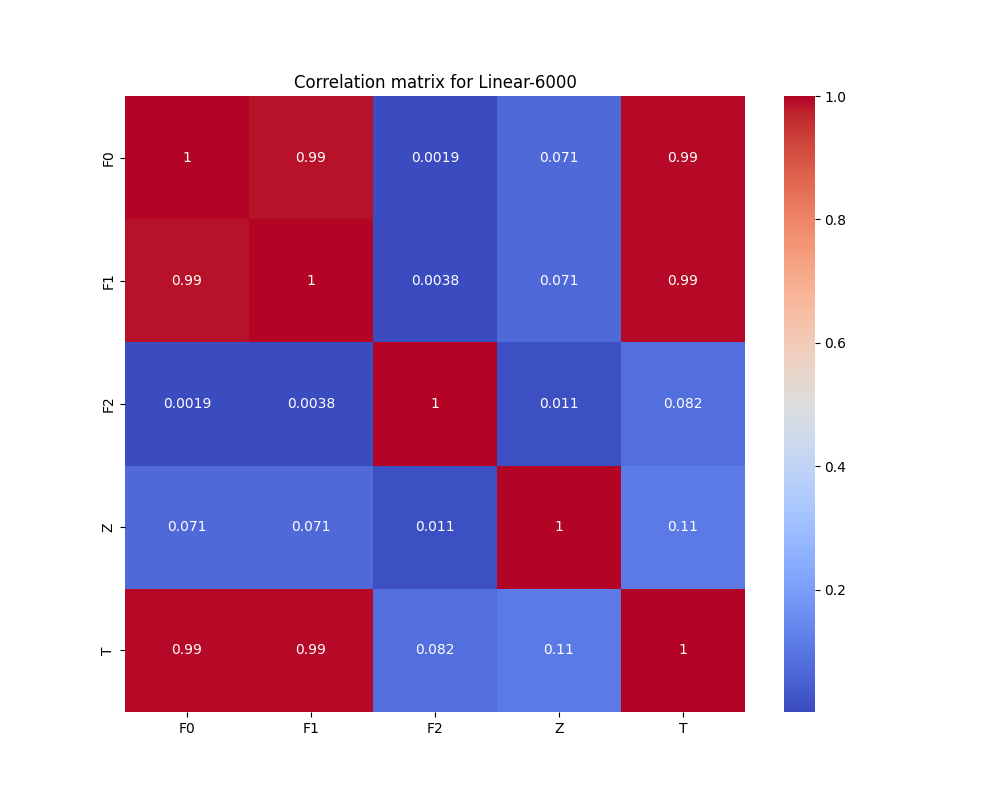 Correlation matrix for Linear-6000
F0 1 0.99 0.0019 0.071 0.99
F1 0.99 1 0.0038 0.071 0.99
F2 0.0019 0.0038 1 0.011 0.082
Z 0.071 0.071 0.011 1 0.11
T 0.99 0.99 0.082 0.11 1
F0 F1 F2 Z T
1.0
0.8
0.6
0.4
0.2